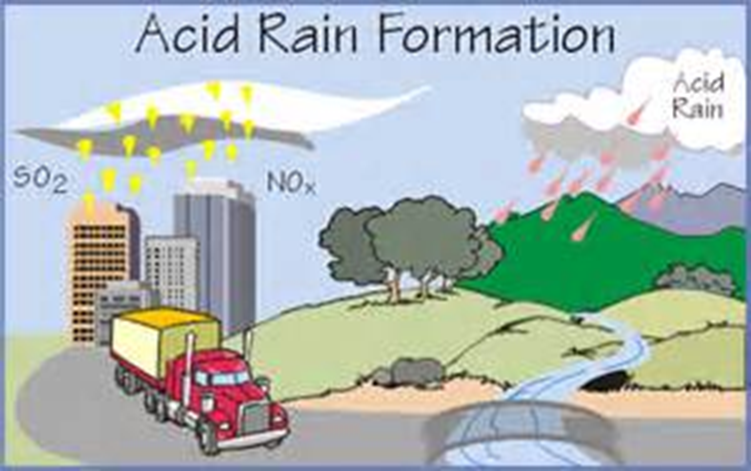 Acid Rain Formation
Acid
Rain
SO₂
NOₓ